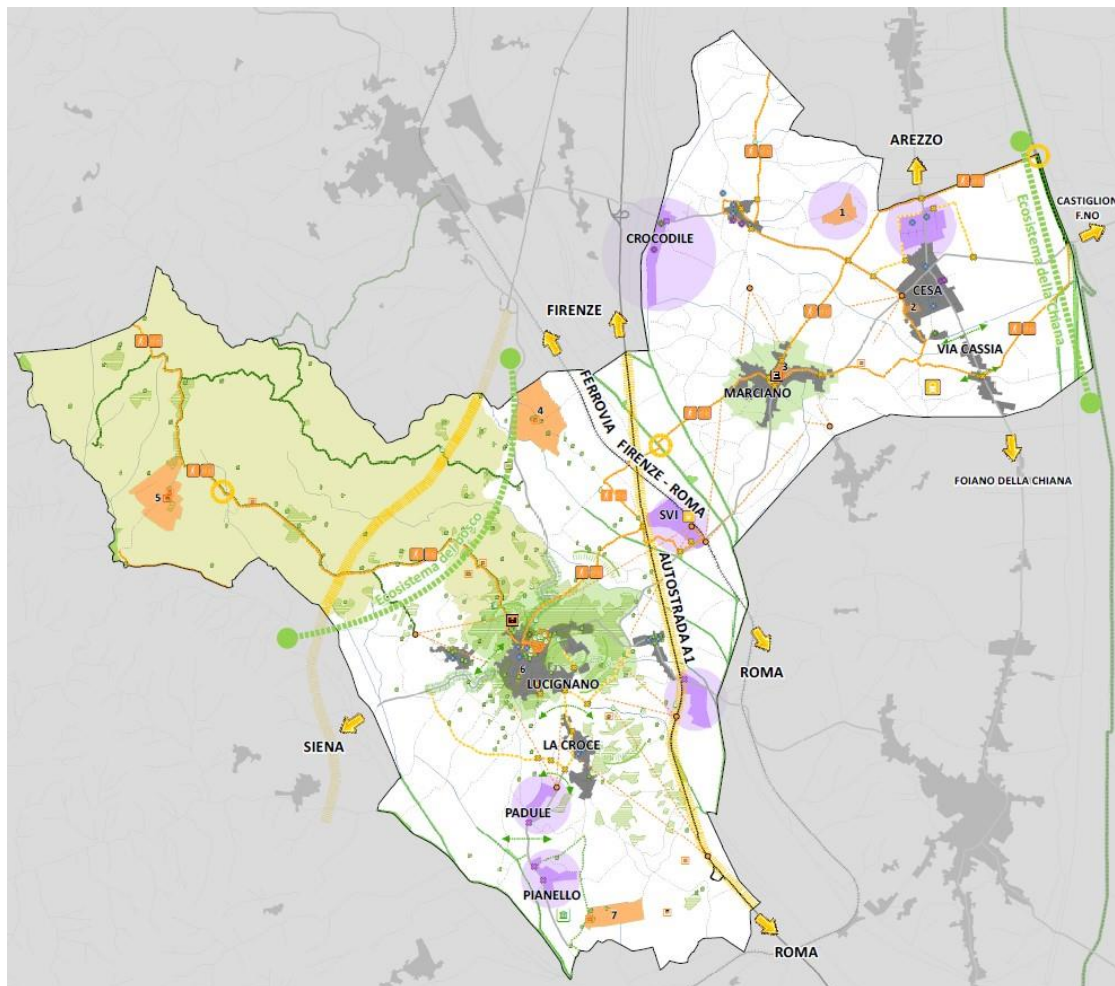 AREZZO
1
CASTIGLION
F.NO
CROCODILE
Ecosistema della Chiana
CESA
FIRENZE
2
VIA CASSIA
3
MARCIANO
FERROVIA
FIRENZE - ROMA
4
FOIANO DELLA CHIANA
5
SVI
Ecosistema del bosco
AUTOSTRADA A1
ROMA
6
LUCIGNANO
SIENA
LA CROCE
PADULE
PIANELLO
7
ROMA